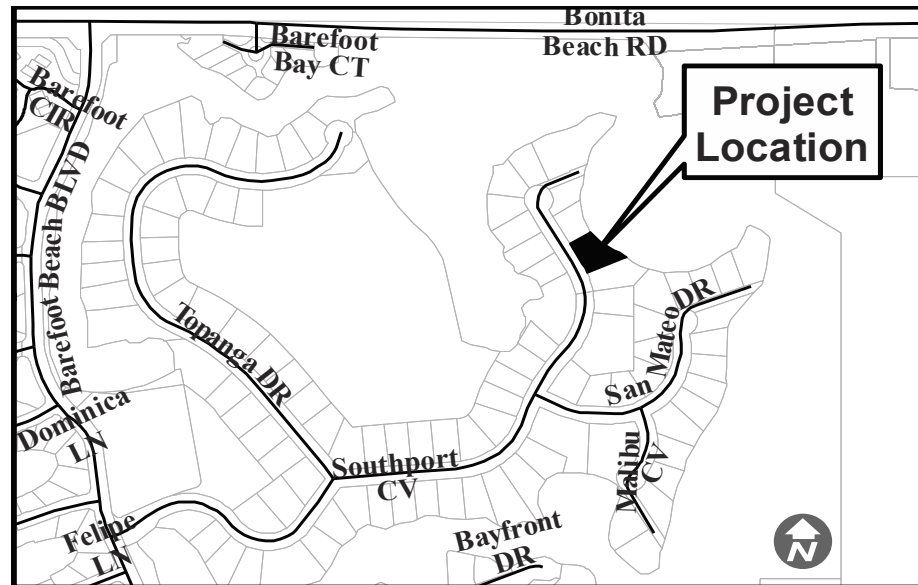 Bonita
Beach RD
Barefoot
Bay CT
Barefoot
CIR
Project
Location
Barefoot Beach BLVD
Topanga DR
San Mateo DR
Dominica
LN
Southport
CV
Malibu
CV
Felipe
LN
Bayfront
DR
N